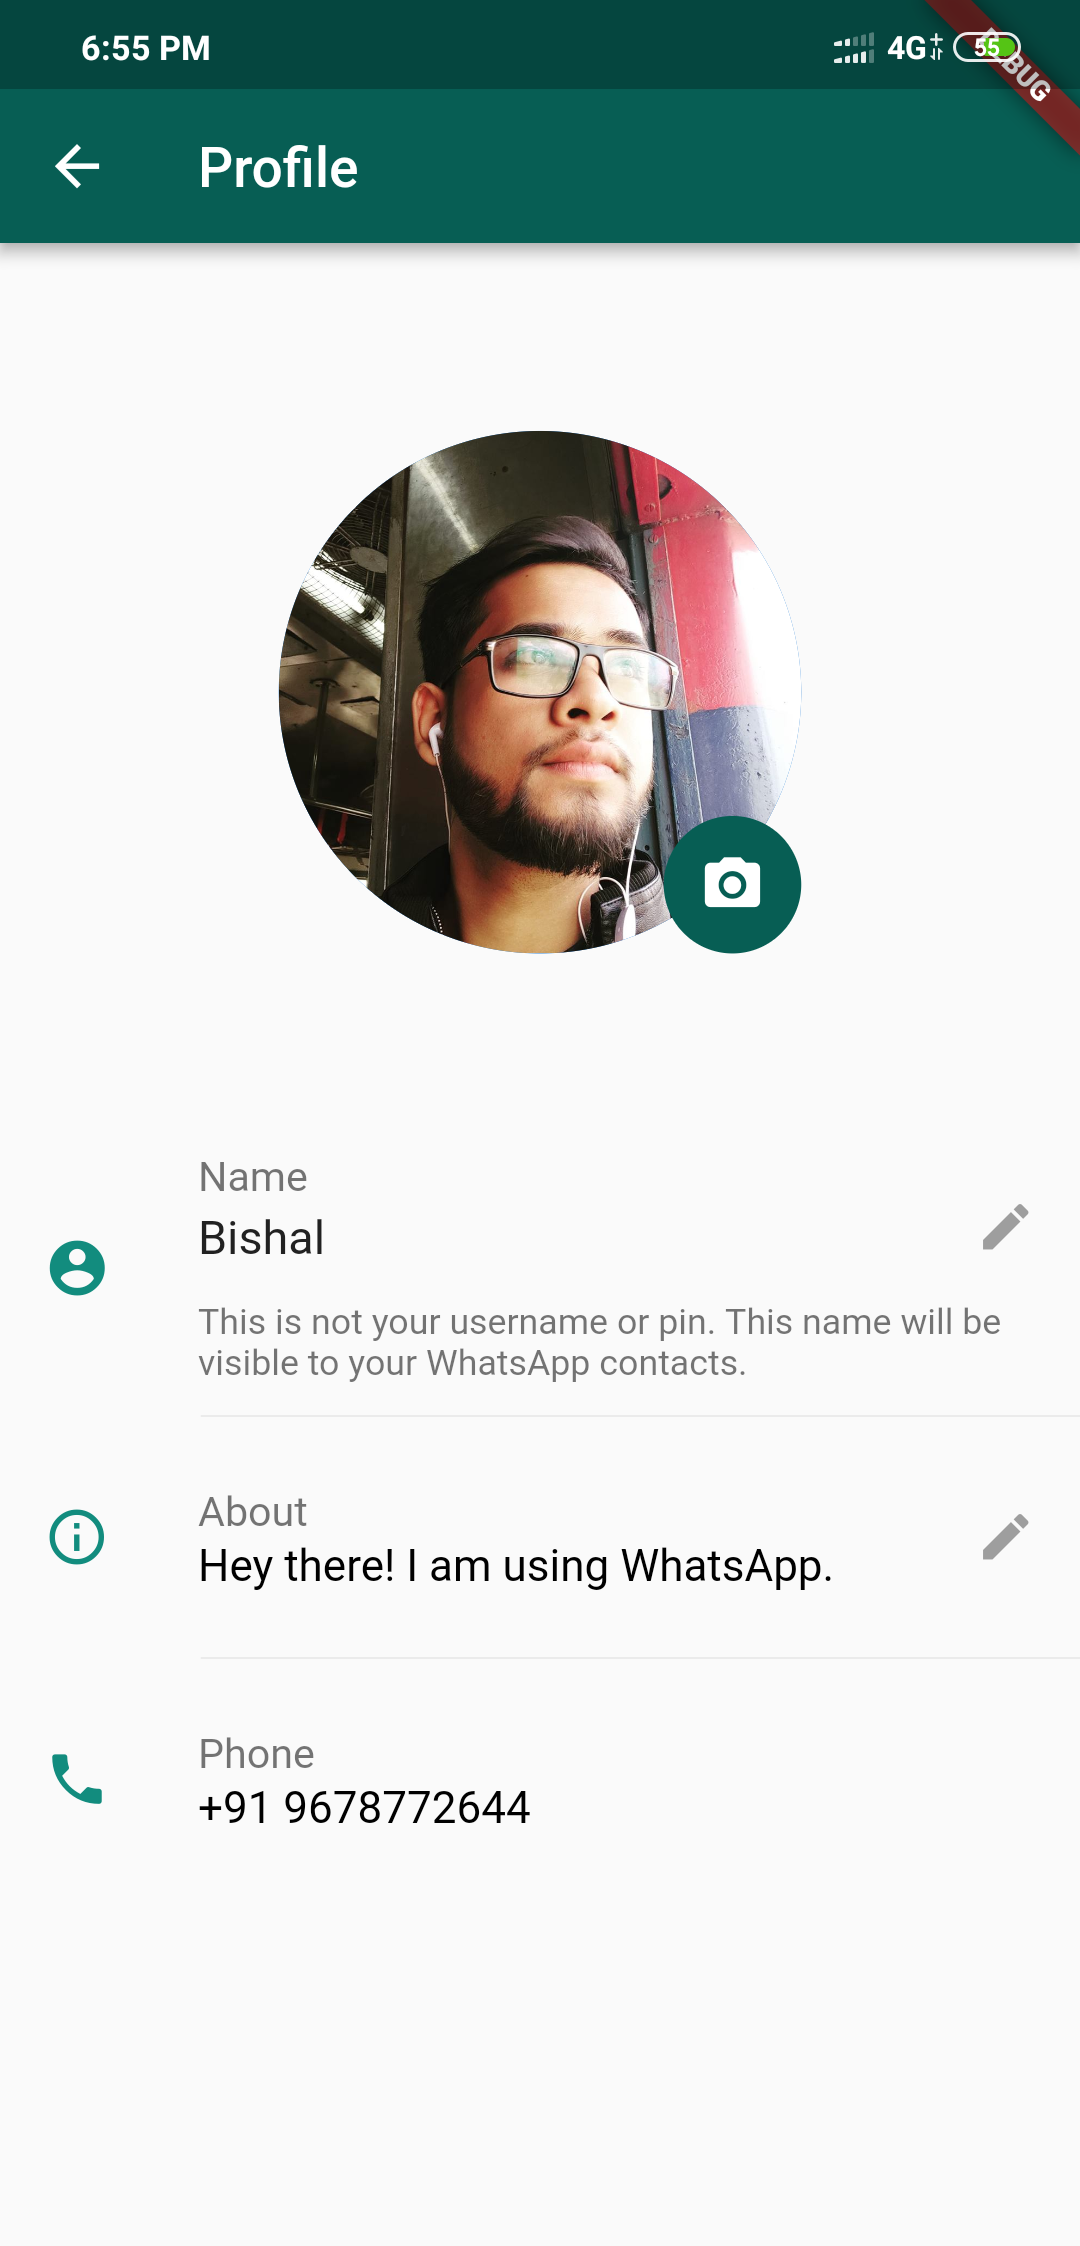 6:55 PM
4G
55
DEBUG
Profile
Name
Bishal
This is not your username or pin. This name will be
visible to your WhatsApp contacts.
About
Hey there! I am using WhatsApp.
Phone
+91 9678772644